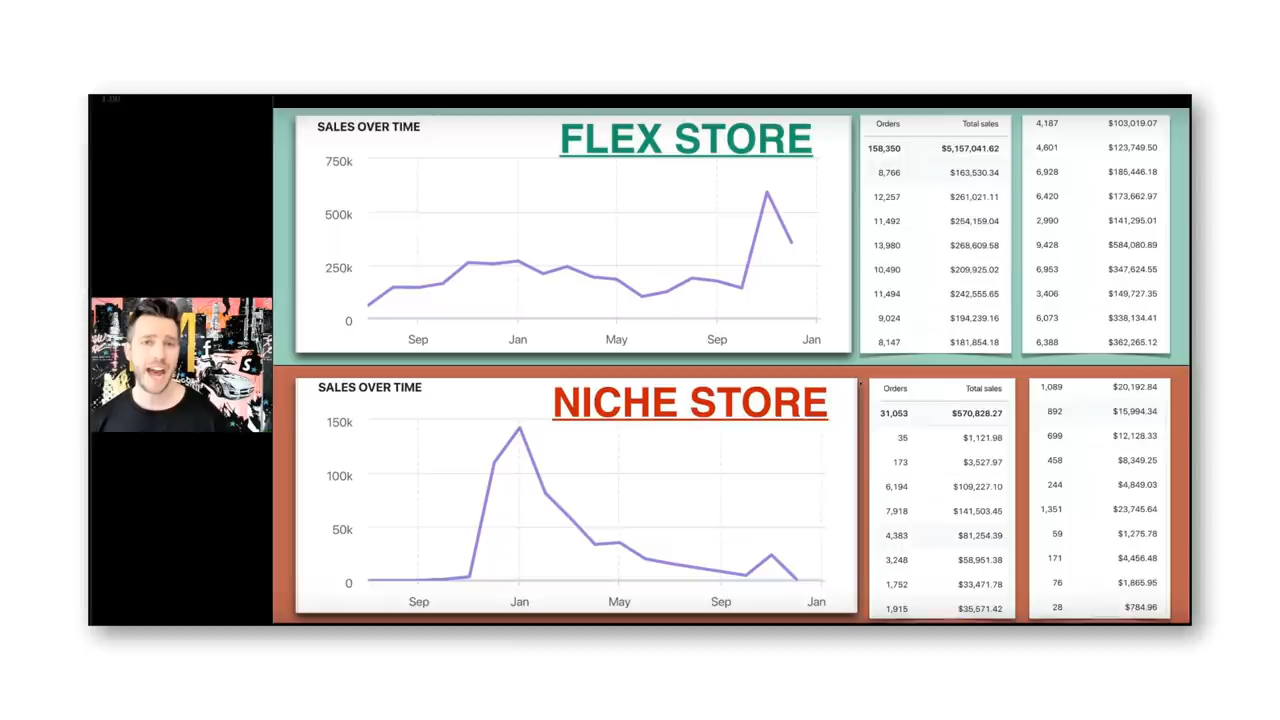 SALES OVER TIME
FLEX STORE
750k
500k
250k
0
Sep
Jan
May
Sep
Jan
Orders Total sales
158,350 $5,157,041.62
8,766 $163,530.34
12,257 $261,021.11
11,492 $254,159.04
13,980 $268,609.58
10,490 $209,925.02
11,494 $242,555.65
9,024 $194,239.16
8,147 $181,854.18
4,187 $103,019.07
4,601 $123,749.50
6,928 $185,446.18
6,420 $173,662.97
2,990 $141,295.01
9,428 $584,080.89
6,953 $347,624.55
3,406 $149,727.35
6,073 $338,134.41
6,388 $362,265.12
SALES OVER TIME
NICHE STORE
150k
100k
50k
0
Sep
Jan
May
Sep
Jan
Orders Total sales
31,053 $570,828.27
35 $1,121.98
173 $3,527.97
6,194 $109,227.10
7,918 $141,503.45
4,383 $81,254.39
3,248 $58,951.38
1,752 $33,471.78
1,915 $35,571.42
1,089 $20,192.84
892 $15,994.34
699 $12,128.33
458 $8,349.25
244 $4,849.03
1,351 $23,745.64
59 $1,275.78
171 $4,456.48
76 $1,865.95
28 $784.96